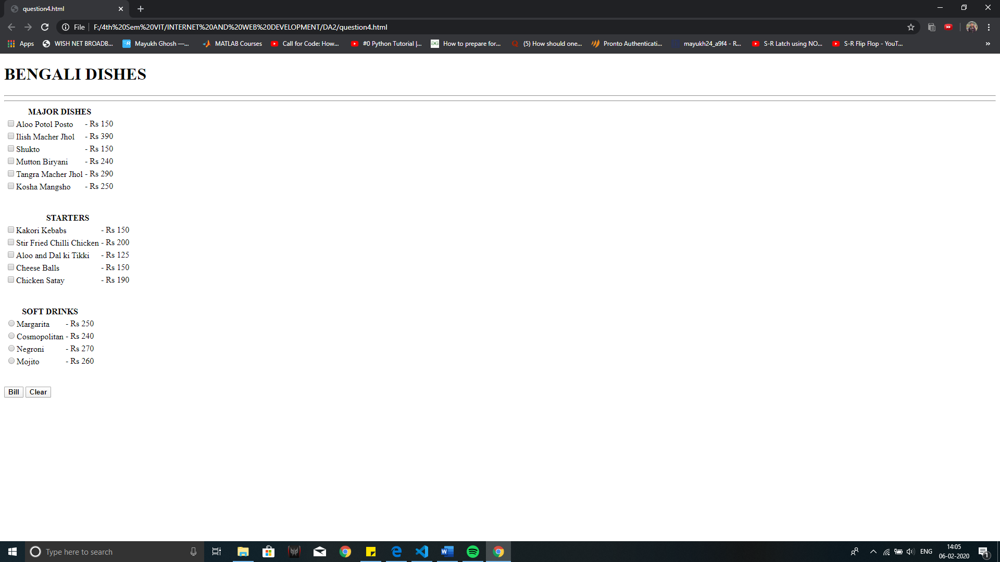 question4.html
File F:/4th%20Sem%20VIT/INTERNET%20AND%20WEB%20DEVELOPMENT/DA2/question4.html
Apps WISH NET BROADB... Mayukh Ghosh —... MATLAB Courses Call for Code: How... #0 Python Tutorial |... How to prepare for... (5) How should one... Pronto Authenticati... mayukh24_a9f4 - R... S-R Latch using NO... S-R Flip Flop - YouT... »
BENGALI DISHES
MAJOR DISHES
Aloo Potol Posto - Rs 150
Ilish Macher Jhol - Rs 390
Shukto - Rs 150
Mutton Biryani - Rs 240
Tangra Macher Jhol - Rs 290
Kosha Mangsho - Rs 250
STARTERS
Kakori Kebabs - Rs 150
Stir Fried Chilli Chicken - Rs 200
Aloo and Dal ki Tikki - Rs 125
Cheese Balls - Rs 150
Chicken Satay - Rs 190
SOFT DRINKS
Margarita - Rs 250
Cosmopolitan - Rs 240
Negroni - Rs 270
Mojito - Rs 260
Bill Clear
Type here to search
ENG
14:05
06-02-2020
1